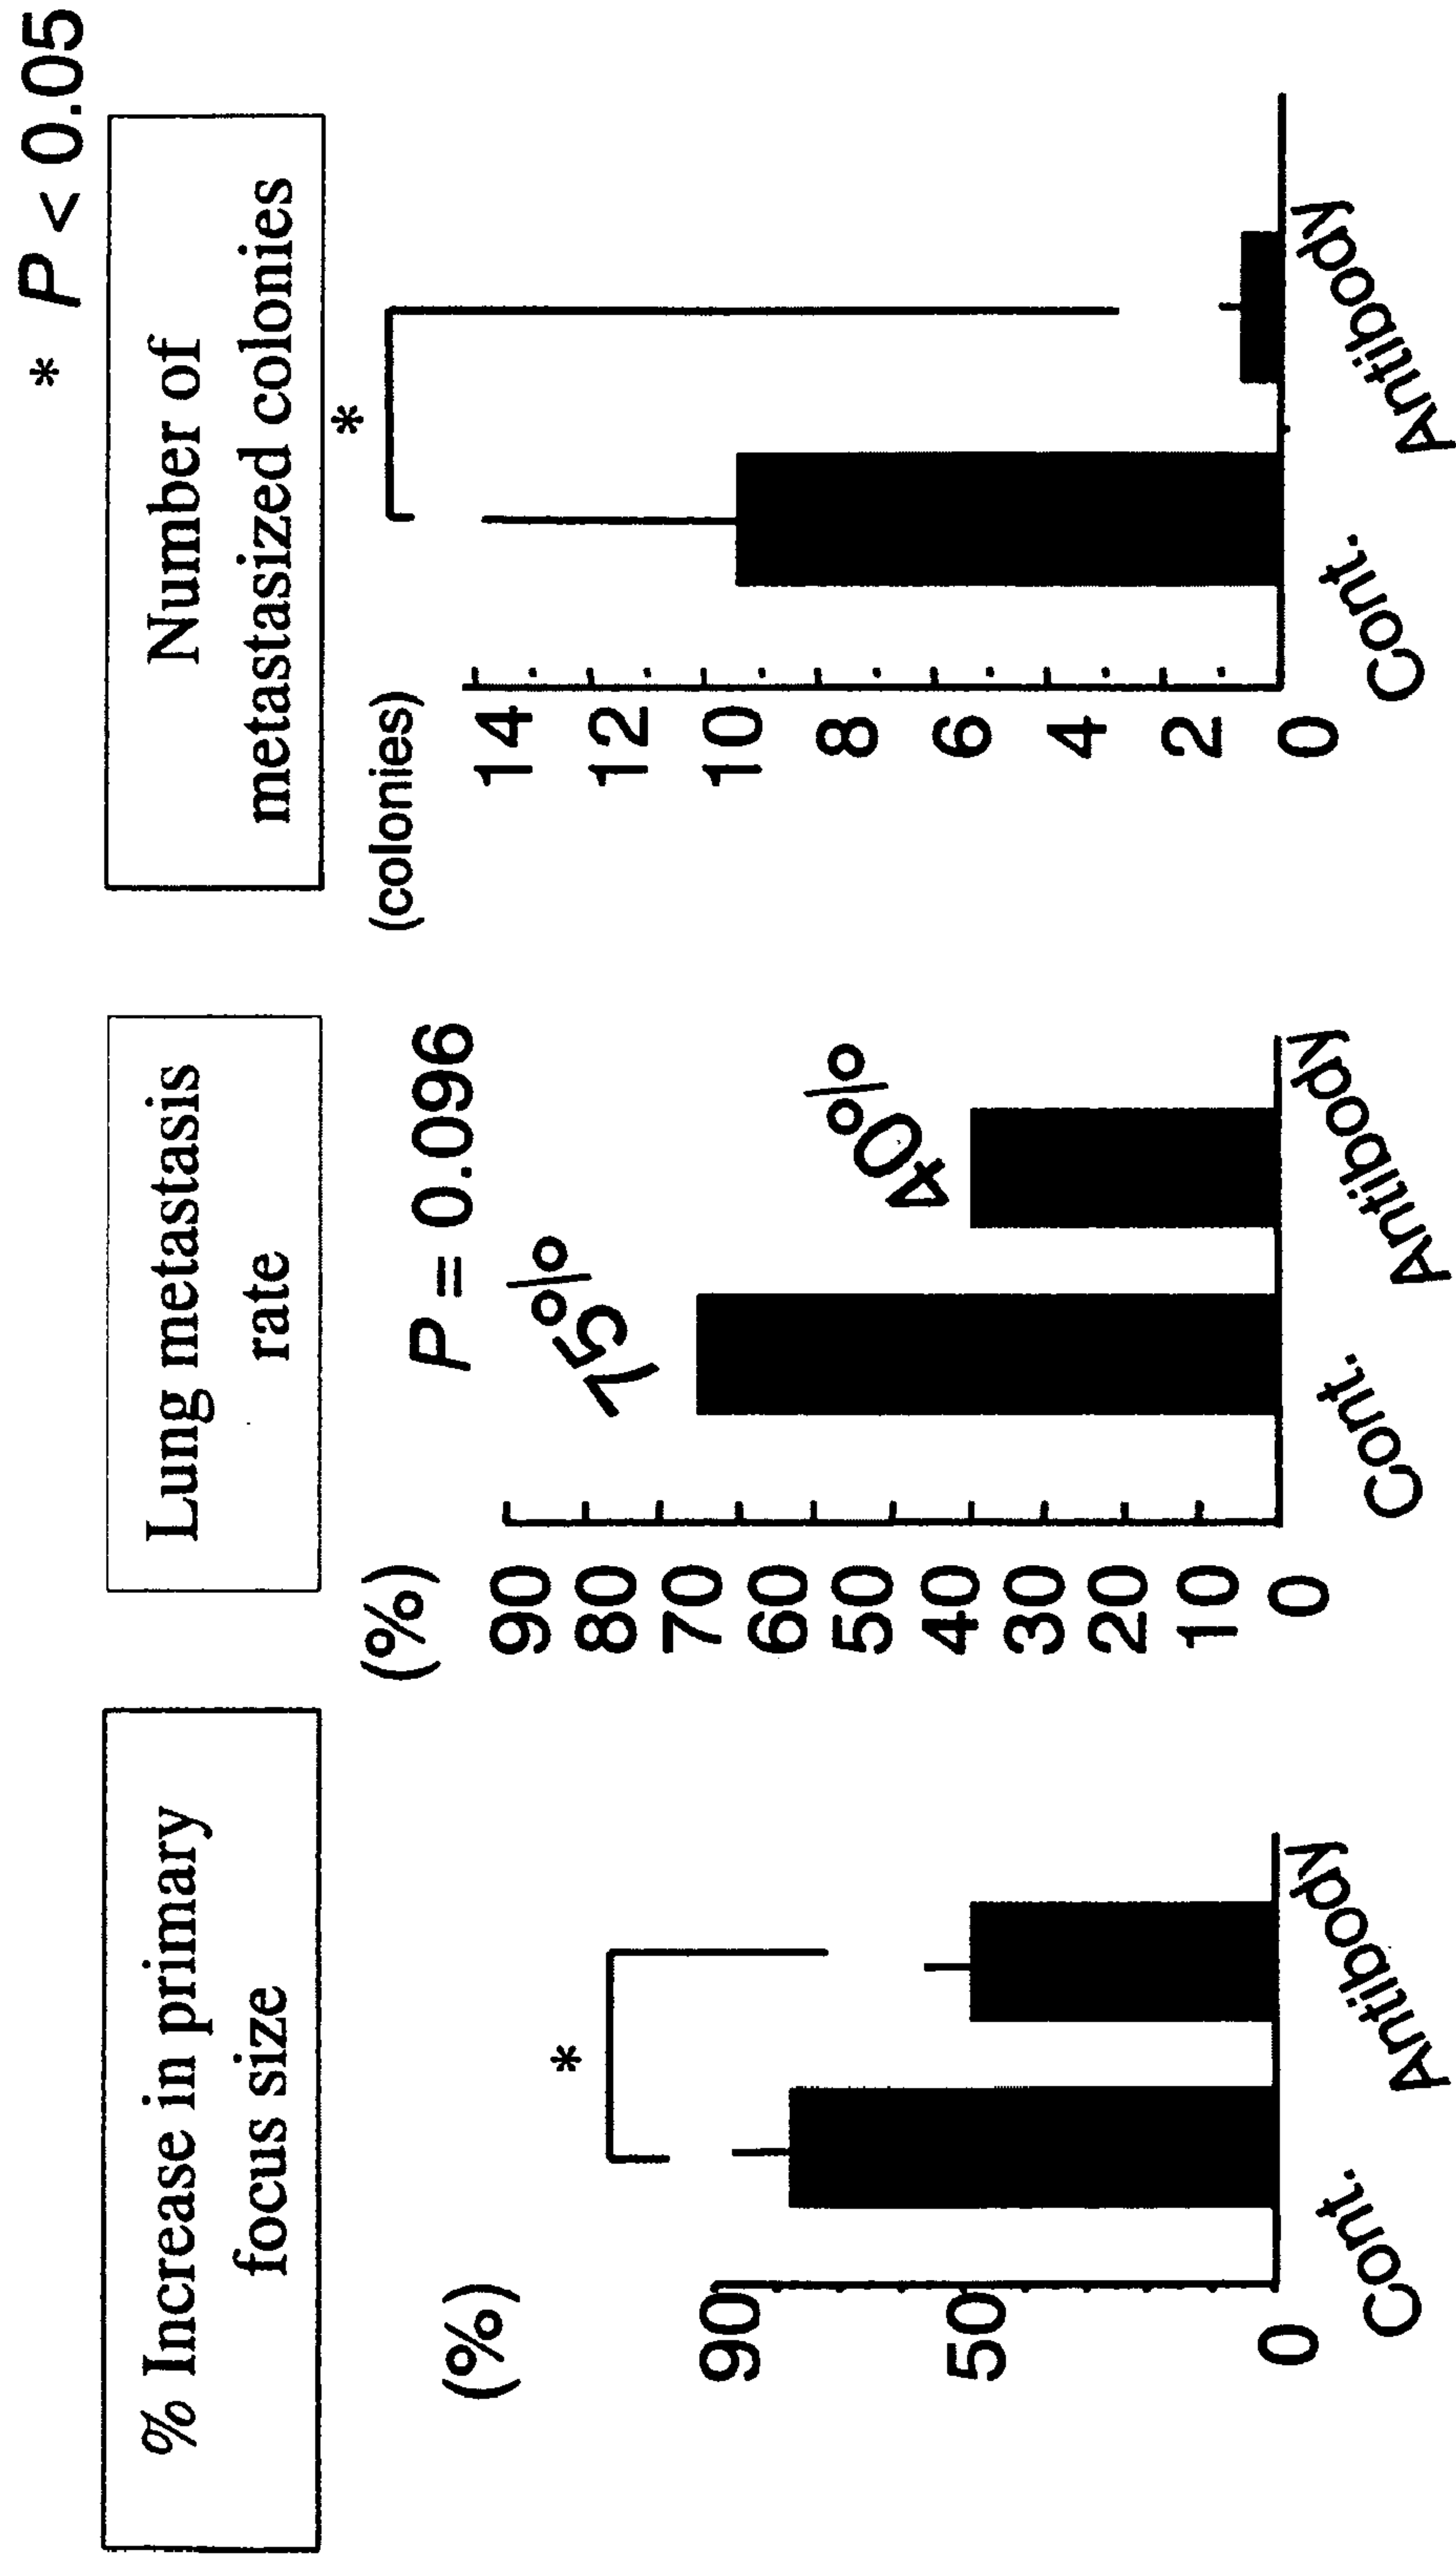 * P < 0.05
% Increase in primary
focus size
(%)
90
50
0
*
Cont.
Antibody
Lung metastasis
rate
(%)
P = 0.096
90
80
70
60
50
40
30
20
10
0
75%
40%
Cont.
Antibody
Number of
metastasized colonies
(colonies)
*
14
12
10
8
6
4
2
0
Cont.
Antibody